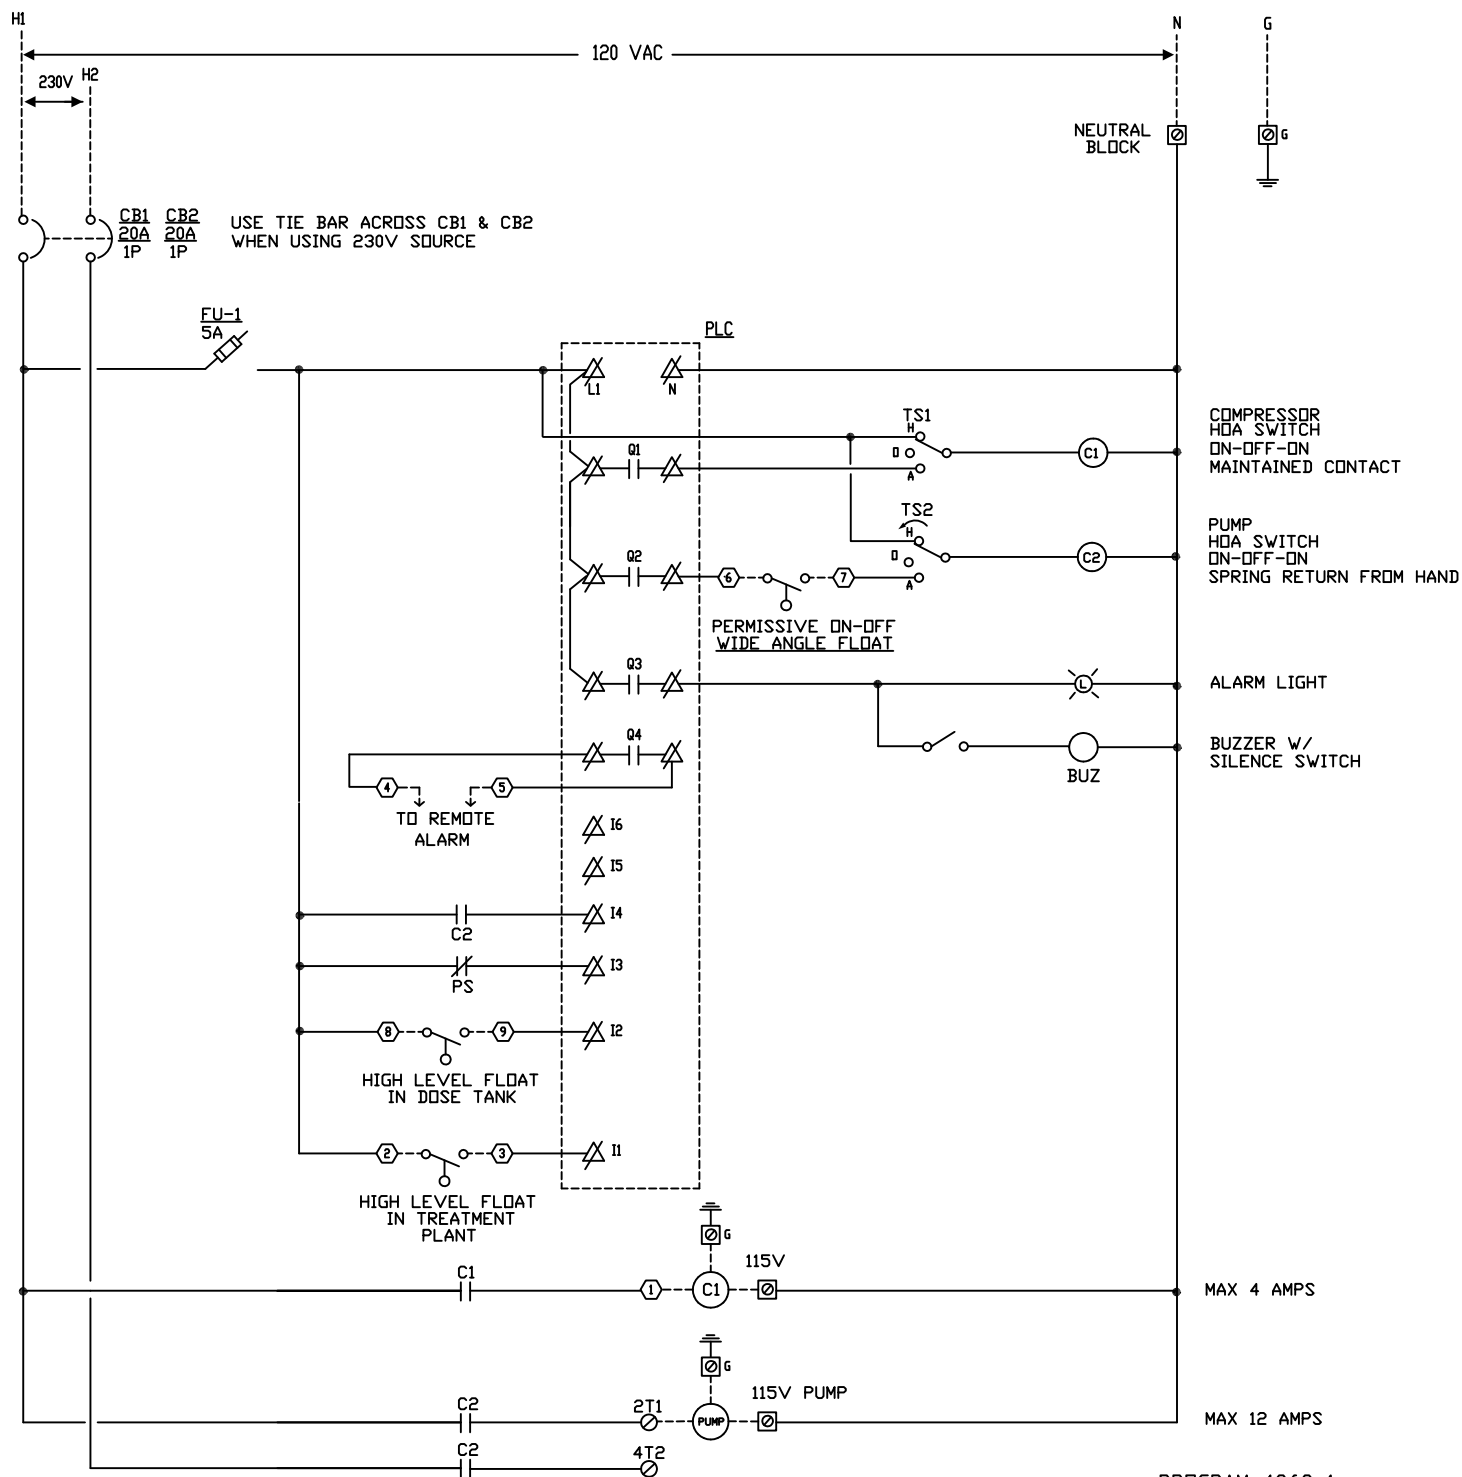 H1
N
G
120 VAC
230V
H2
NEUTRAL
BLOCK
G
CB1 CB2
20A 20A
1P 1P
USE TIE BAR ACROSS CB1 & CB2
WHEN USING 230V SOURCE
FU-1
5A
PLC
L1
N
TS1
H
O
A
C1
COMPRESSOR
HOA SWITCH
ON-OFF-ON
MAINTAINED CONTACT
Q1
TS2
H
O
A
C2
PUMP
HOA SWITCH
ON-OFF-ON
SPRING RETURN FROM HAND
Q2
6
7
PERMISSIVE ON-OFF
WIDE ANGLE FLOAT
Q3
L
ALARM LIGHT
Q4
BUZ
BUZZER W/
SILENCE SWITCH
4
5
TO REMOTE
ALARM
I6
I5
I4
C2
I3
PS
8
9
I2
HIGH LEVEL FLOAT
IN DOSE TANK
2
3
I1
HIGH LEVEL FLOAT
IN TREATMENT
PLANT
G
115V
C1
1
C1
MAX 4 AMPS
G
115V PUMP
C2
2T1
PUMP
MAX 12 AMPS
C2
4T2